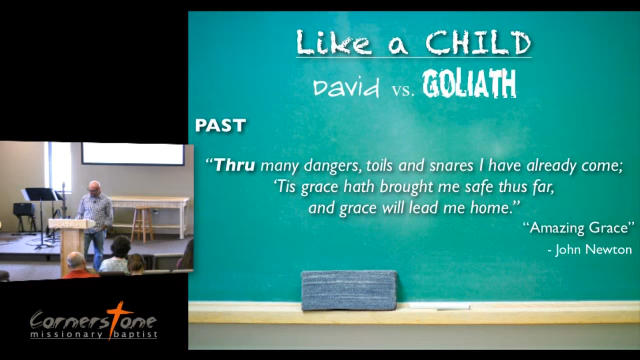 Like a CHILD
David vs. GOLIATH
PAST
“Thru many dangers, toils and snares I have already come;
‘Tis grace hath brought me safe thus far,
and grace will lead me home.”
“Amazing Grace”
- John Newton
Cornerstone
missionary baptist